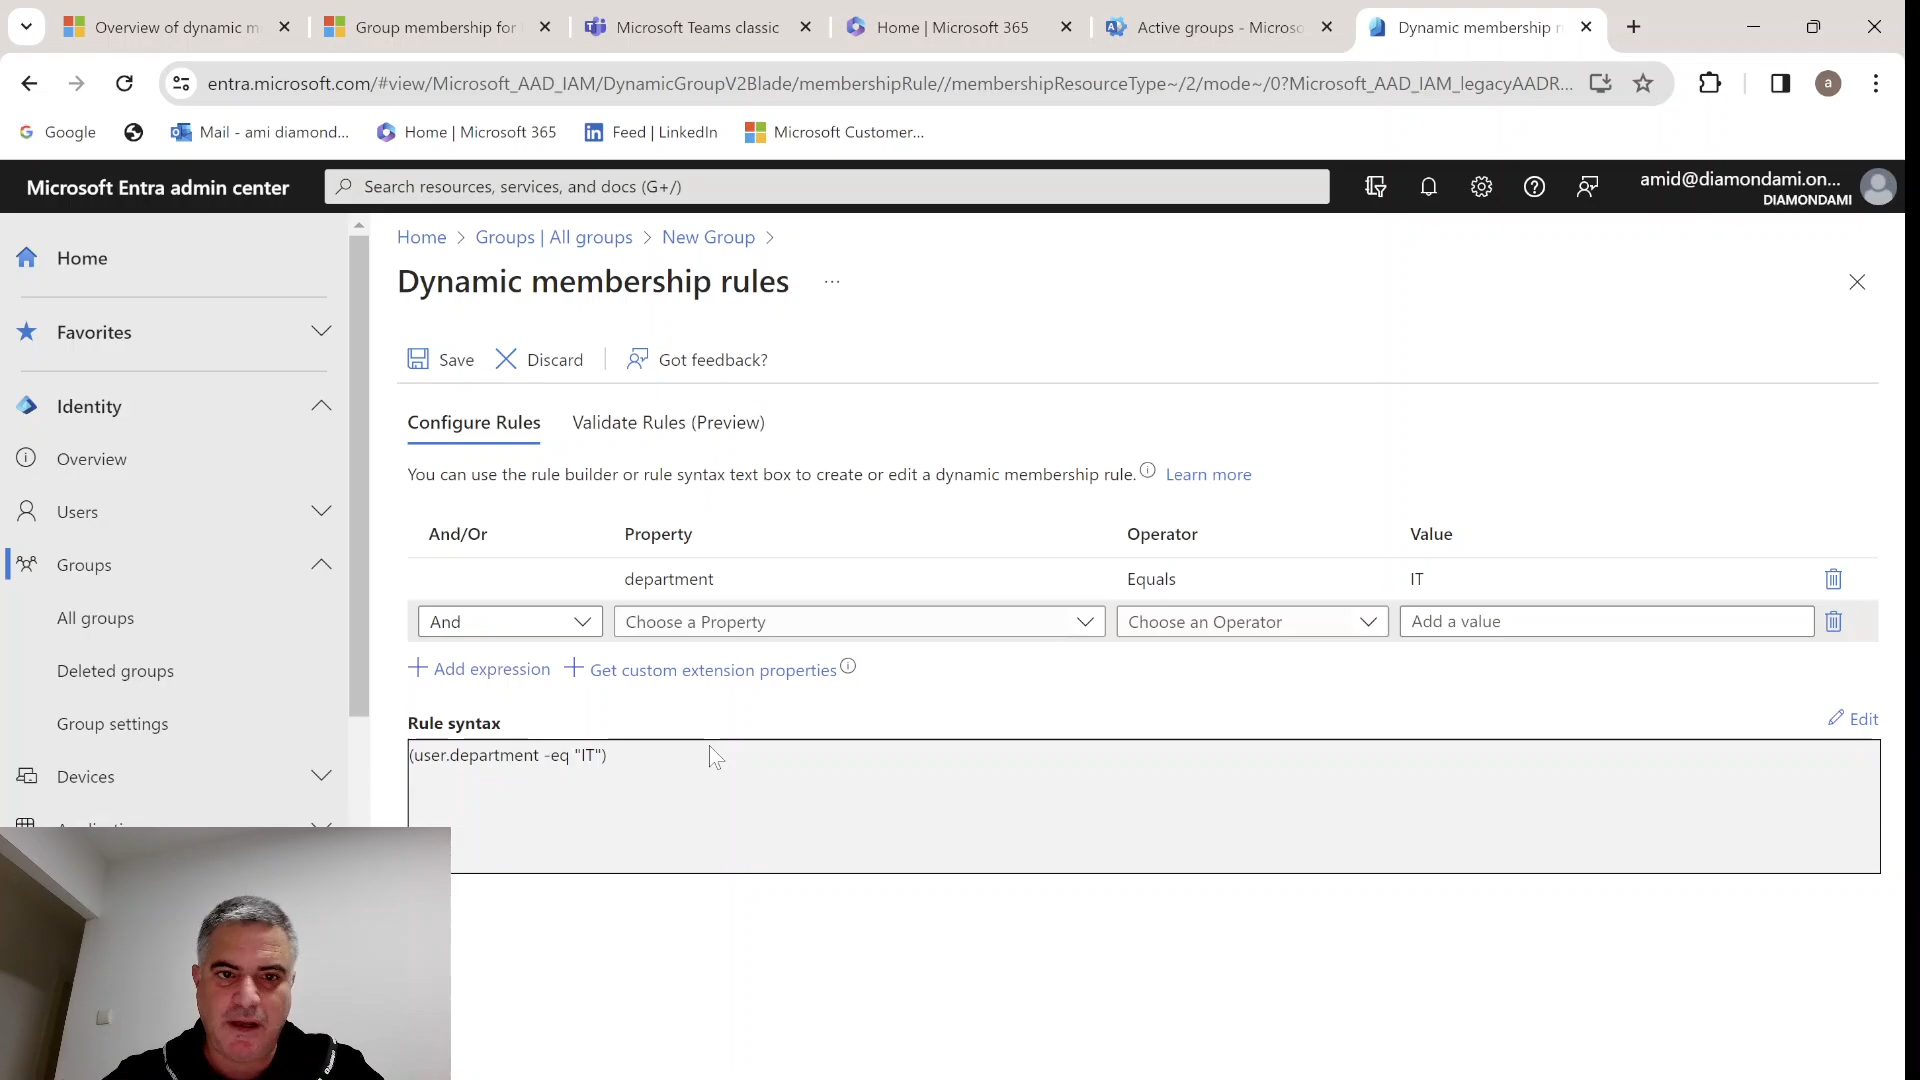 Overview of dynamic m
Group membership for
Microsoft Teams classic
Home | Microsoft 365
Active groups - Microso
Dynamic membership r
entra.microsoft.com/#view/Microsoft_AAD_IAM/DynamicGroupV2Blade/membershipRule//membershipResourceType~/2/mode~/0?Microsoft_AAD_IAM_legacyAADR...
a
Google
Mail - ami diamond...
Home | Microsoft 365
Feed | LinkedIn
Microsoft Customer...
Microsoft Entra admin center
Search resources, services, and docs (G+/)
amid@diamondami.on...
DIAMONDAMI
Home
Favorites
Identity
Overview
Users
Groups
All groups
Deleted groups
Group settings
Devices
Home > Groups | All groups > New Group >
Dynamic membership rules ...
Save
Discard
Got feedback?
Configure Rules
Validate Rules (Preview)
You can use the rule builder or rule syntax text box to create or edit a dynamic membership rule. Learn more
And/Or Property Operator Value
department Equals IT
And Choose a Property Choose an Operator Add a value
+ Add expression + Get custom extension properties
Rule syntax
Edit
(user.department -eq "IT")